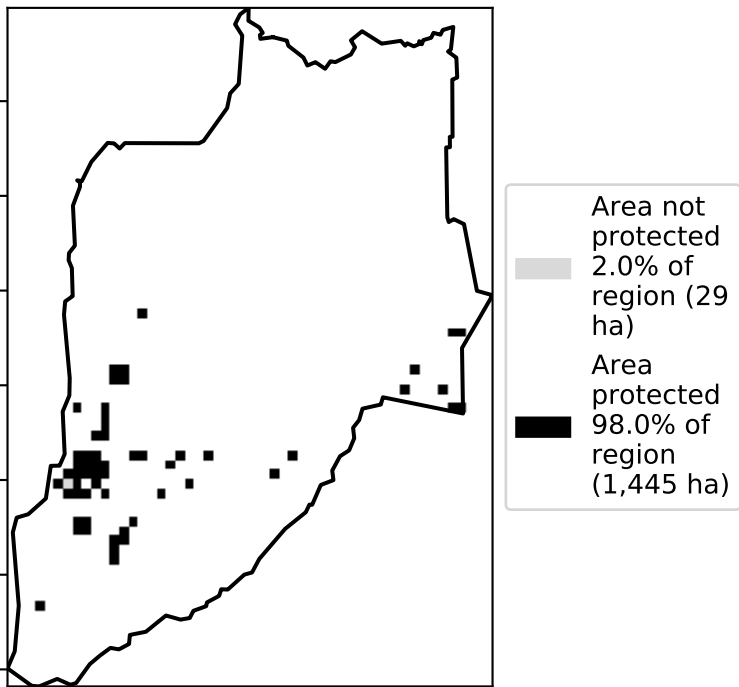 Area not
protected
2.0% of
region (29
ha)
Area
protected
98.0% of
region
(1,445 ha)